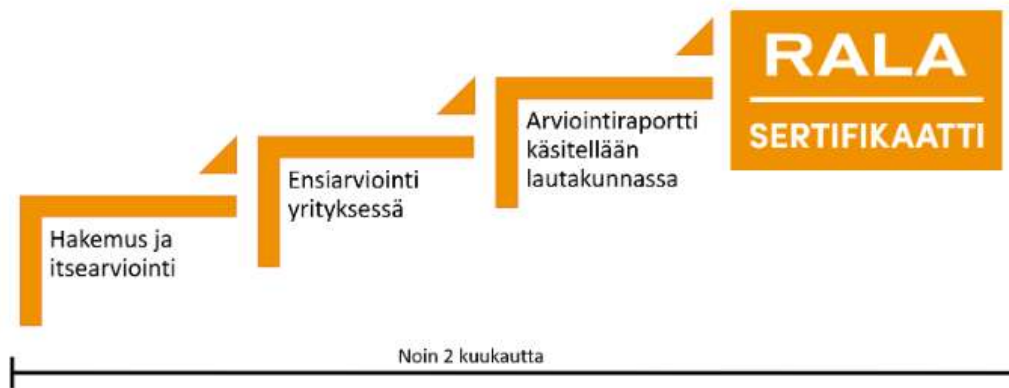 Hakemus ja
itsearviointi
Ensiarviointi
yrityksessä
Arviointiraportti
käsitellään
lautakunnassa
RALA
SERTIFIKAATTI
Noin 2 kuukautta